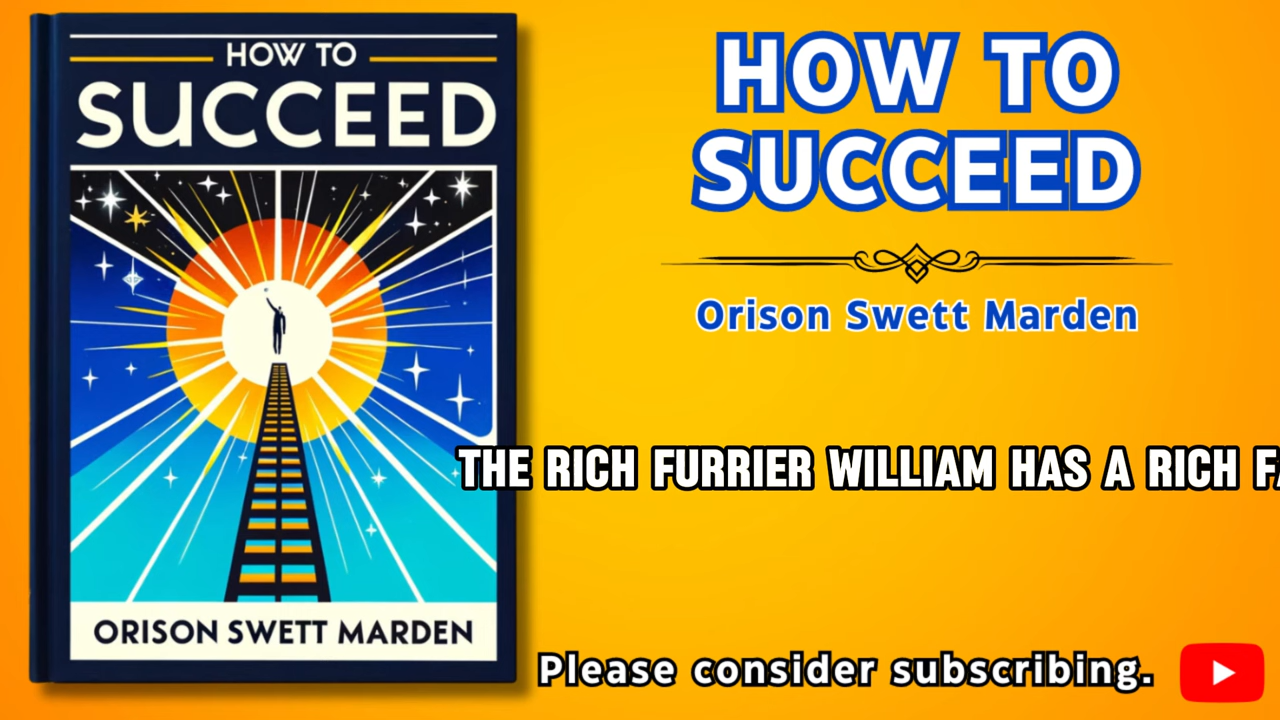 HOW TO
SUCCEED
ORISON SWETT MARDEN
HOW TO
SUCCEED
Orison Swett Marden
THE RICH FURRIER WILLIAM HAS A RICH
Please consider subscribing.